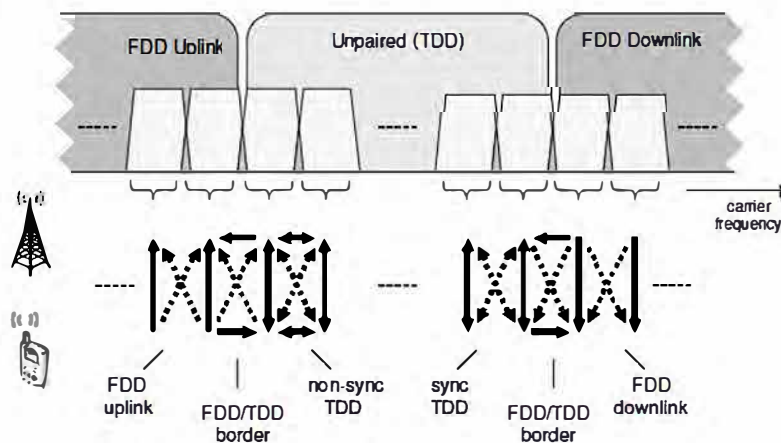 FDD Uplink
Unpaired (TDD)
FDD Downlink
carrier
frequency
FDD
uplink
FDD/TDD
border
non-sync
TDD
sync
TDD
FDD/TDD
border
FDD
downlink